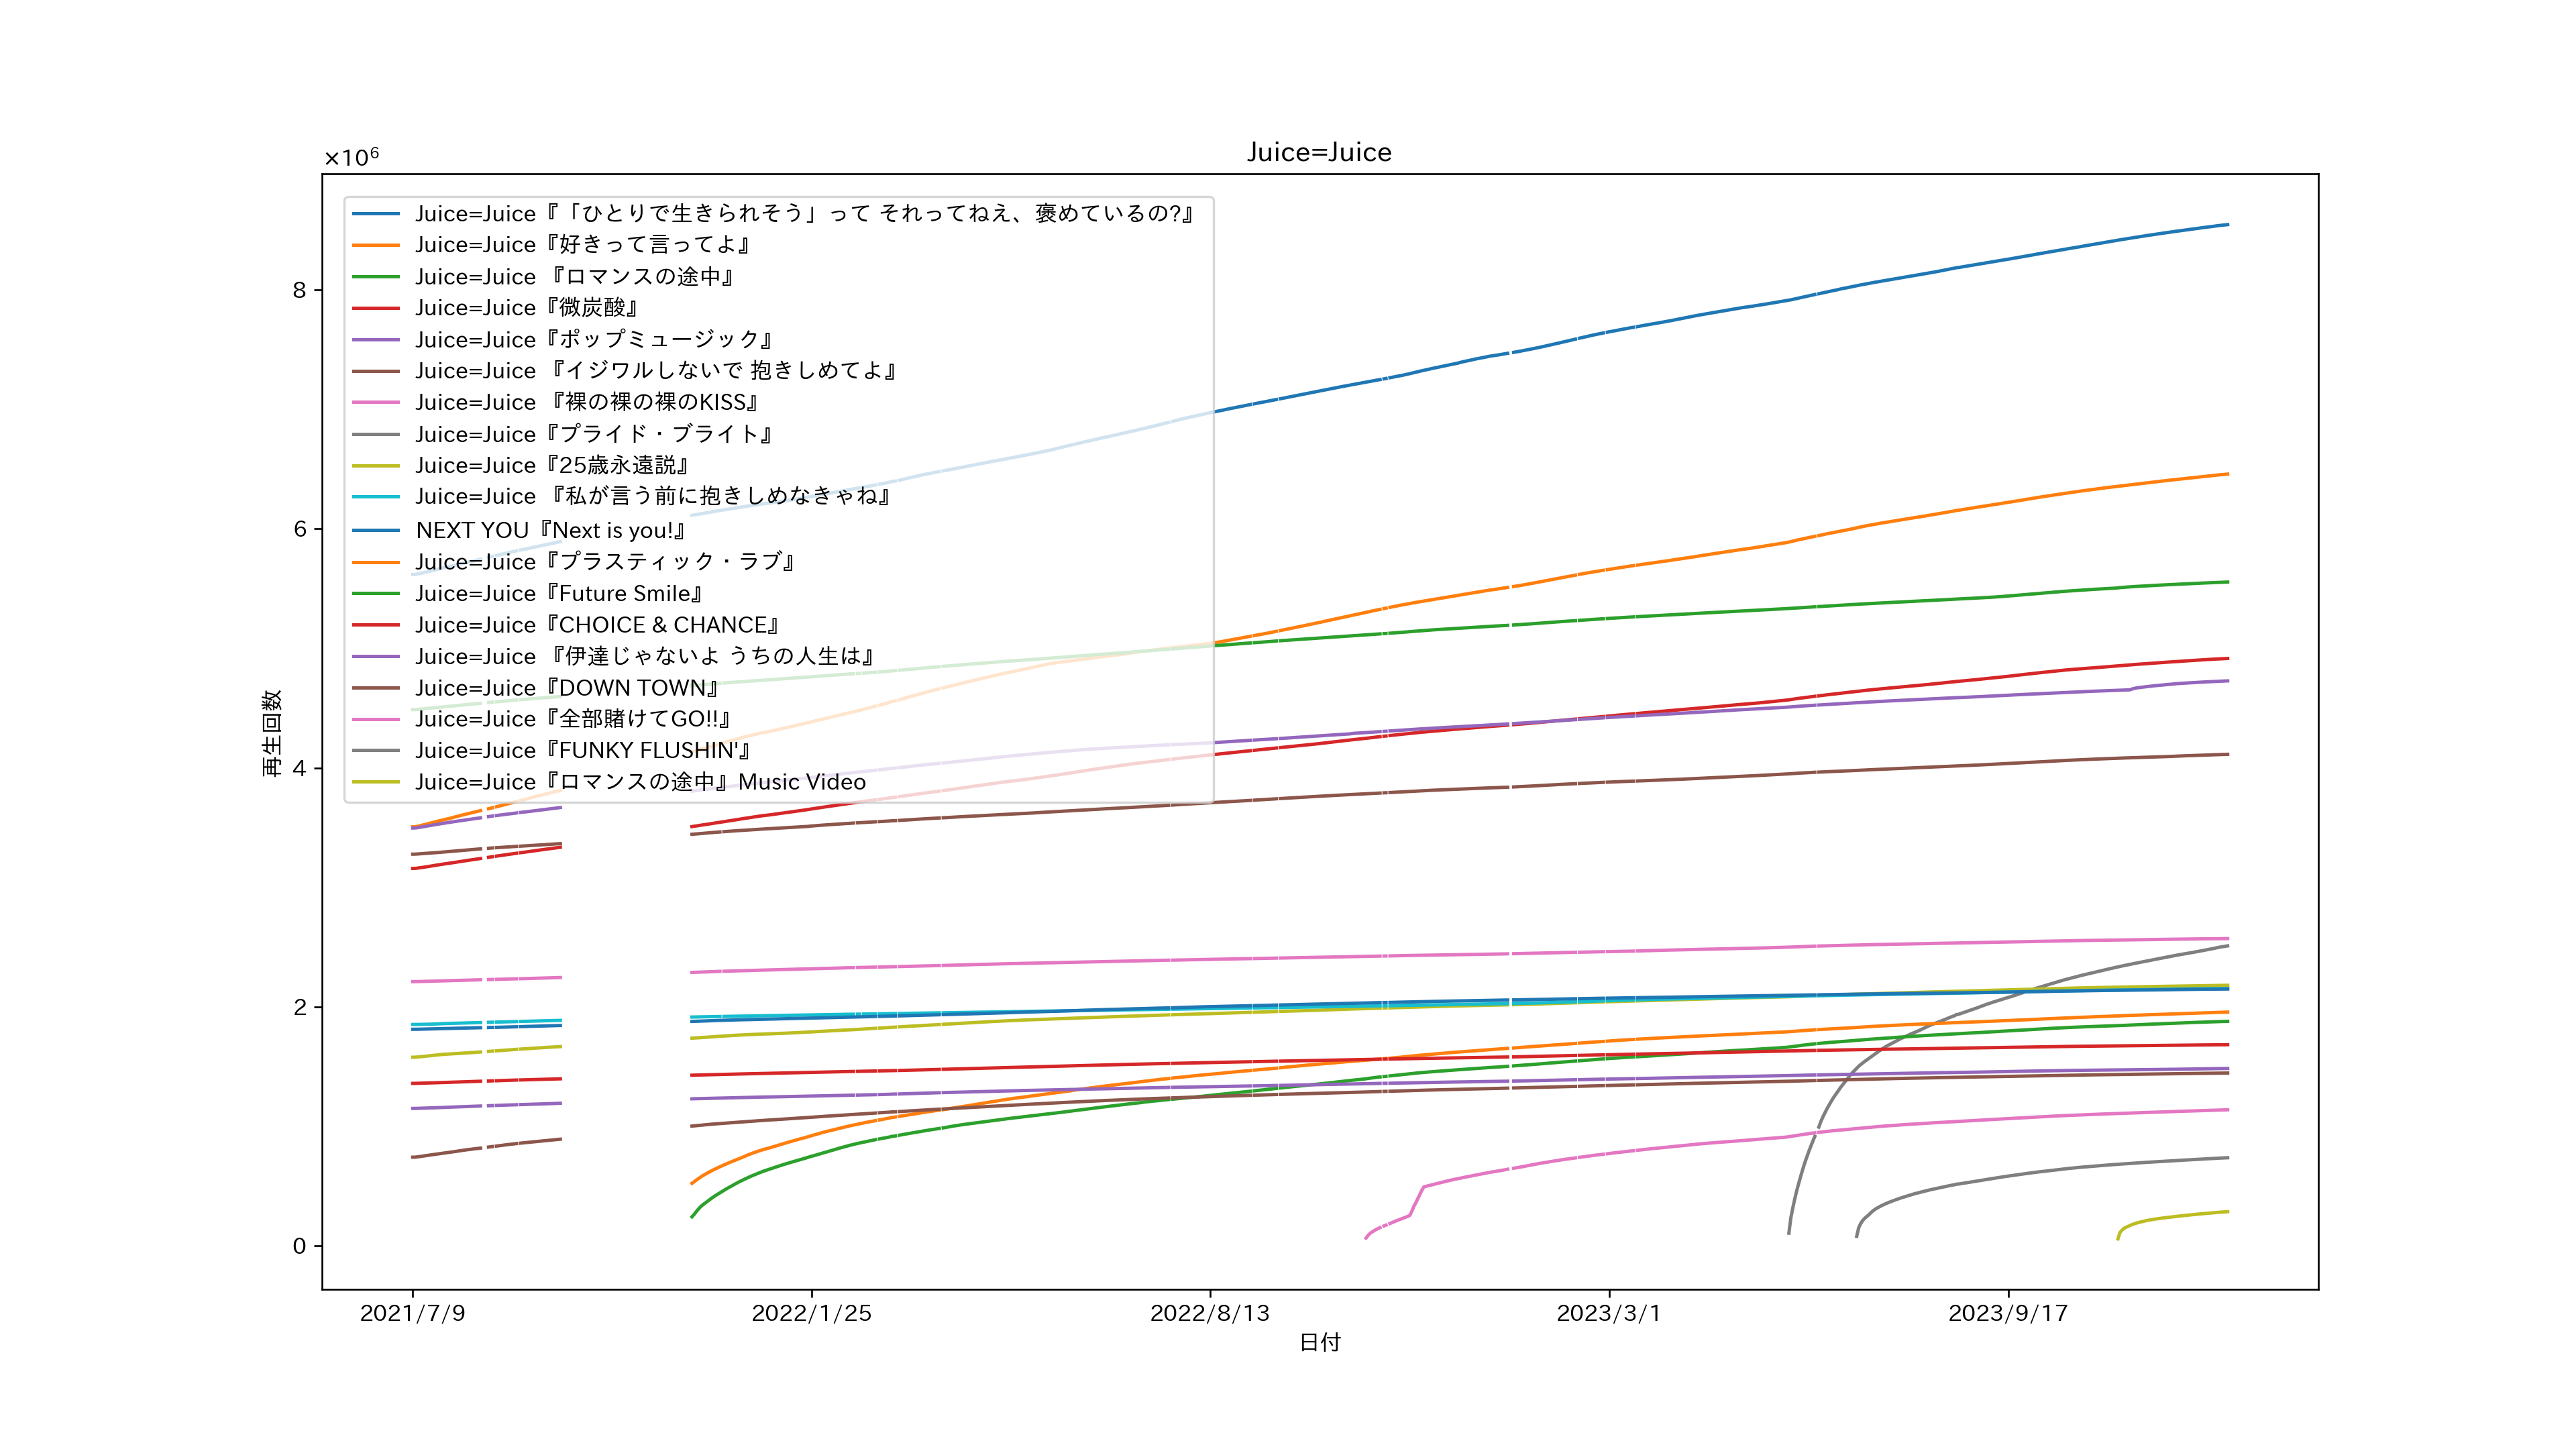 Juice=Juice
×10⁶
Juice=Juice『「ひとりで生きられそう」って それってねえ、褒めているの?』
Juice=Juice『好きって言ってよ』
Juice=Juice 『ロマンスの途中』
Juice=Juice『微炭酸』
Juice=Juice『ポップミュージック』
Juice=Juice 『イジワルしないで 抱きしめてよ』
Juice=Juice 『裸の裸の裸のKISS』
Juice=Juice『プライド・ブライト』
Juice=Juice『25歳永遠説』
Juice=Juice 『私が言う前に抱きしめなきゃね』
NEXT YOU『Next is you!』
Juice=Juice『プラスティック・ラブ』
Juice=Juice『Future Smile』
Juice=Juice『CHOICE & CHANCE』
Juice=Juice 『伊達じゃないよ うちの人生は』
Juice=Juice『DOWN TOWN』
Juice=Juice『全部賭けてGO!!』
Juice=Juice『FUNKY FLUSHIN'』
Juice=Juice『ロマンスの途中』Music Video
8
6
4
2
0
再生回数
2021/7/9
2022/1/25
2022/8/13
2023/3/1
2023/9/17
日付